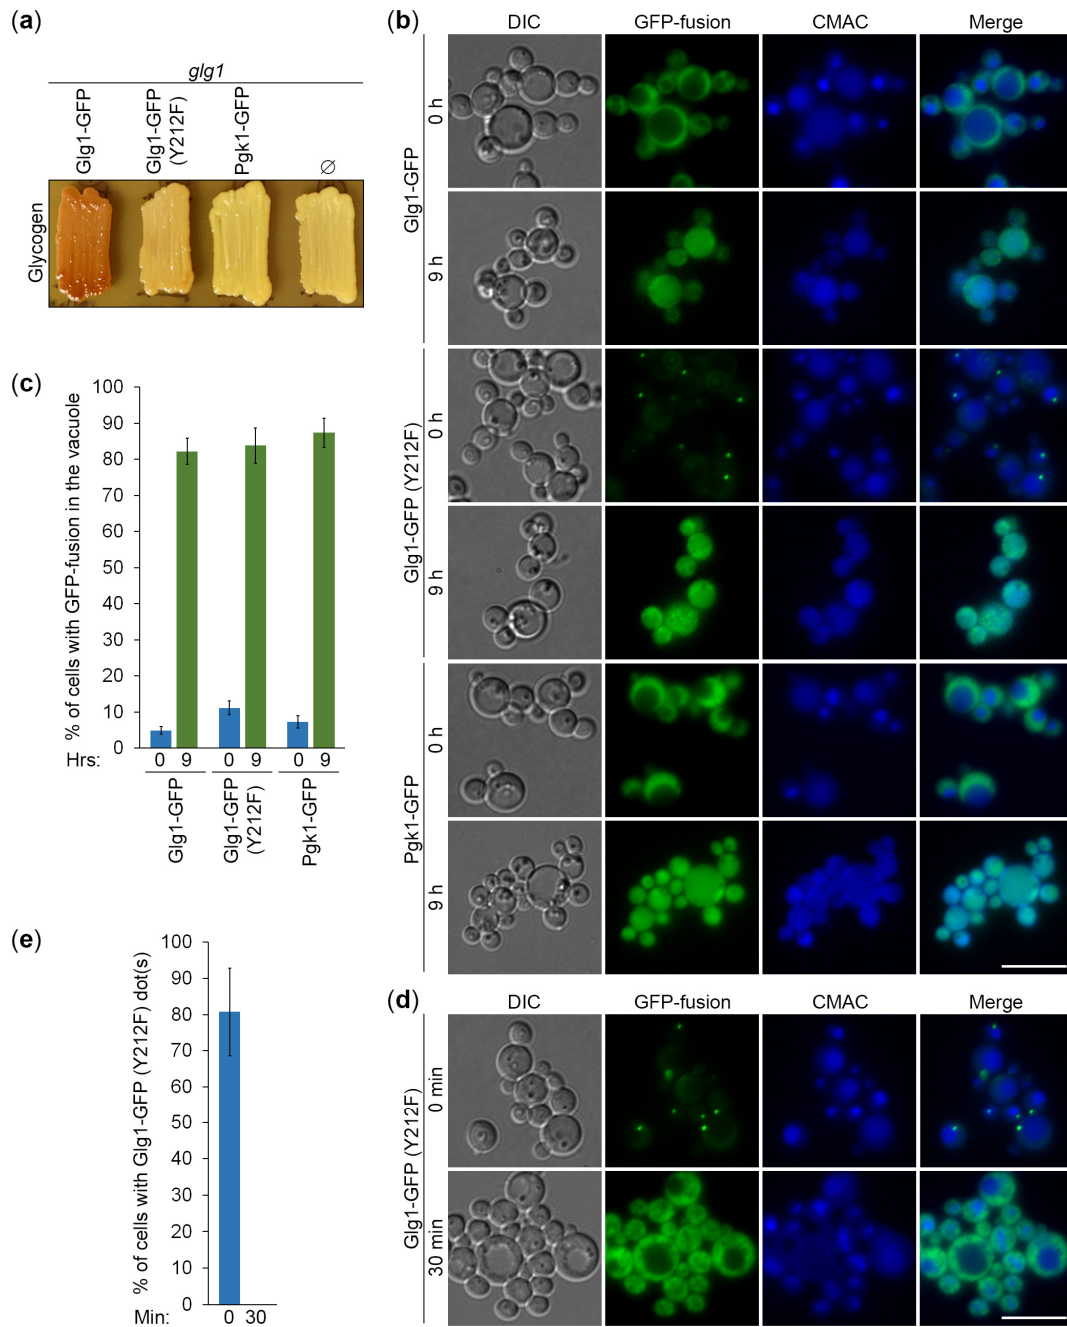 (a)
glg1
Glg1-GFP
Glg1-GFP
(Y212F)
Pgk1-GFP
∅
Glycogen
(b)
DIC GFP-fusion CMAC Merge
Glg1-GFP
0 h
9 h
Glg1-GFP (Y212F)
0 h
9 h
Pgk1-GFP
0 h
9 h
(c)
% of cells with GFP-fusion in the vacuole
100
90
80
70
60
50
40
30
20
10
0
Hrs: 0 9 0 9 0 9
Glg1-GFP
Glg1-GFP
(Y212F)
Pgk1-GFP
(d)
DIC GFP-fusion CMAC Merge
Glg1-GFP (Y212F)
0 min
30 min
(e)
% of cells with Glg1-GFP (Y212F) dot(s)
100
90
80
70
60
50
40
30
20
10
0
Min: 0 30